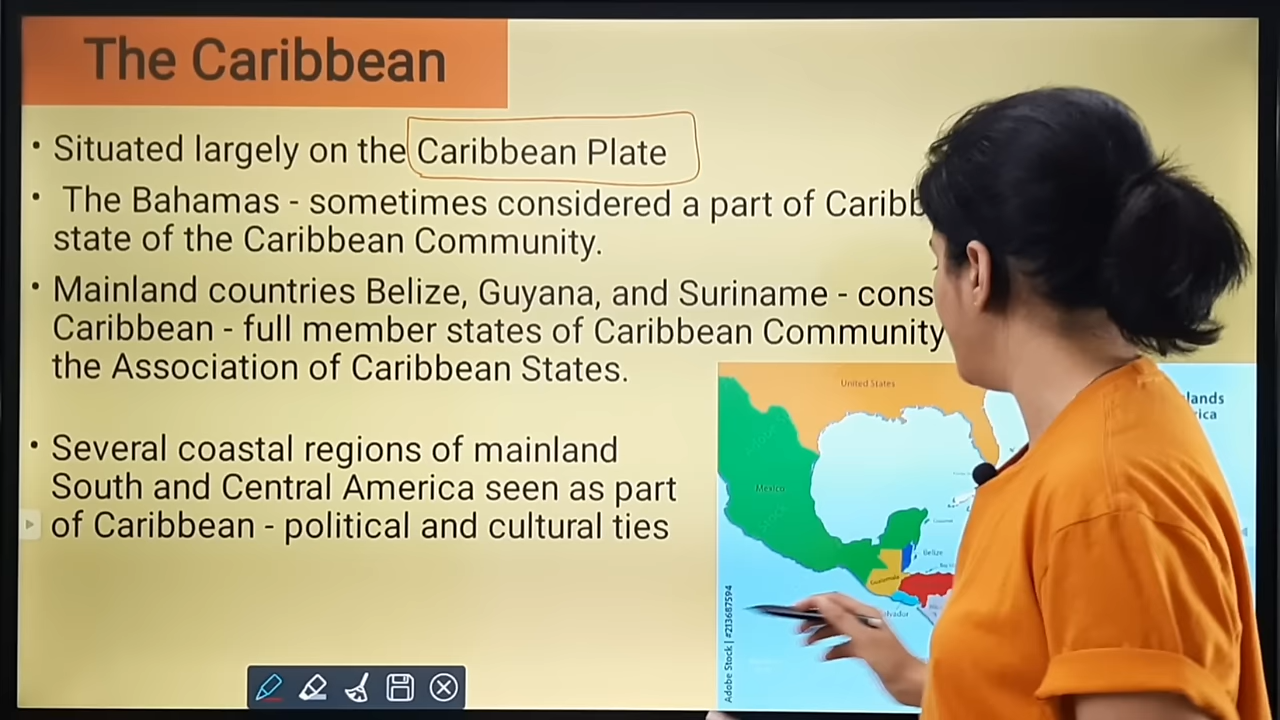 The Caribbean
• Situated largely on the Caribbean Plate
• The Bahamas - sometimes considered a part of
state of the Caribbean Community.
• Mainland countries Belize, Guyana, and Suriname -
Caribbean - full member states of Caribbean Community
the Association of Caribbean States.
• Several coastal regions of mainland
South and Central America seen as part
of Caribbean - political and cultural ties
United States
Mexico
Belize
Guatemala
Adobe Stock | #213687594